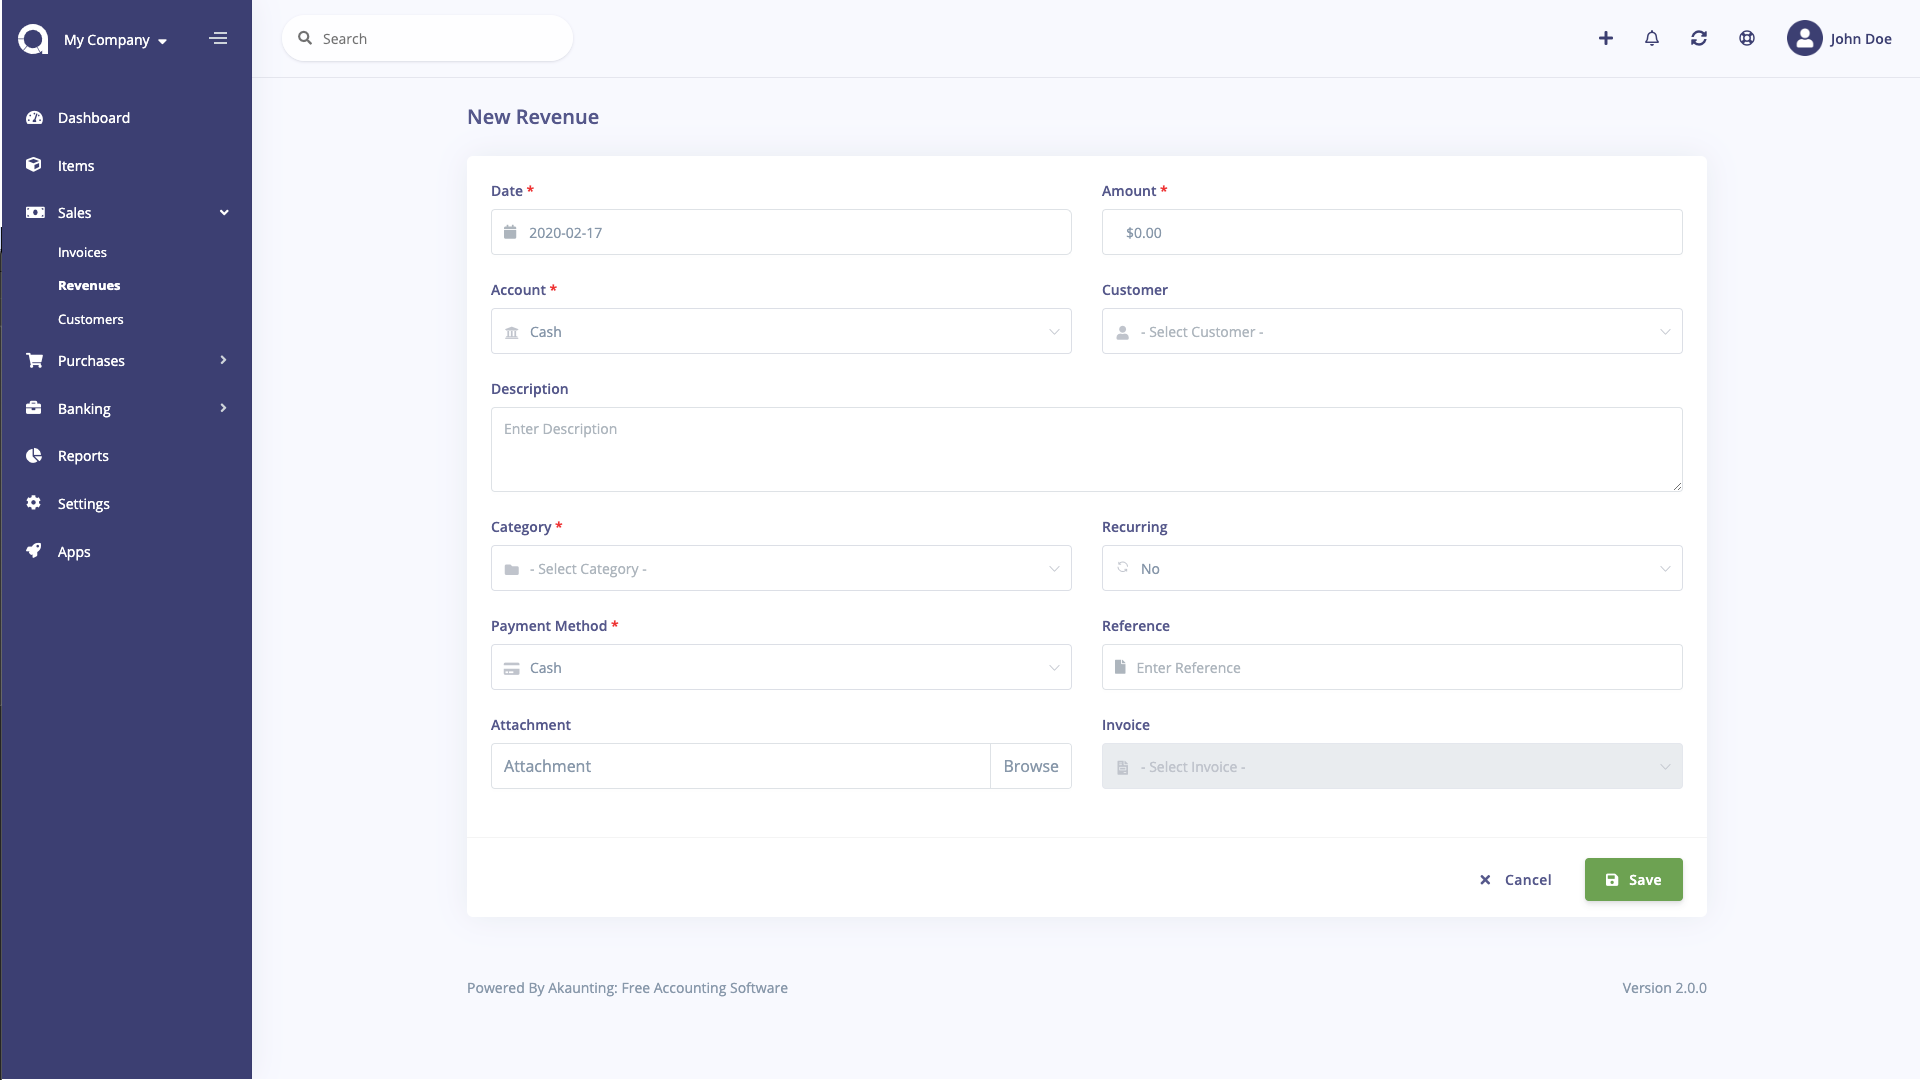 My Company
Search
John Doe
Dashboard
Items
Sales
Invoices
Revenues
Customers
Purchases
Banking
Reports
Settings
Apps
New Revenue
Date *
Amount *
2020-02-17
$0.00
Account *
Customer
Cash
- Select Customer -
Description
Enter Description
Category *
Recurring
- Select Category -
No
Payment Method *
Reference
Cash
Enter Reference
Attachment
Invoice
Attachment
Browse
- Select Invoice -
Cancel
Save
Powered By Akaunting: Free Accounting Software
Version 2.0.0